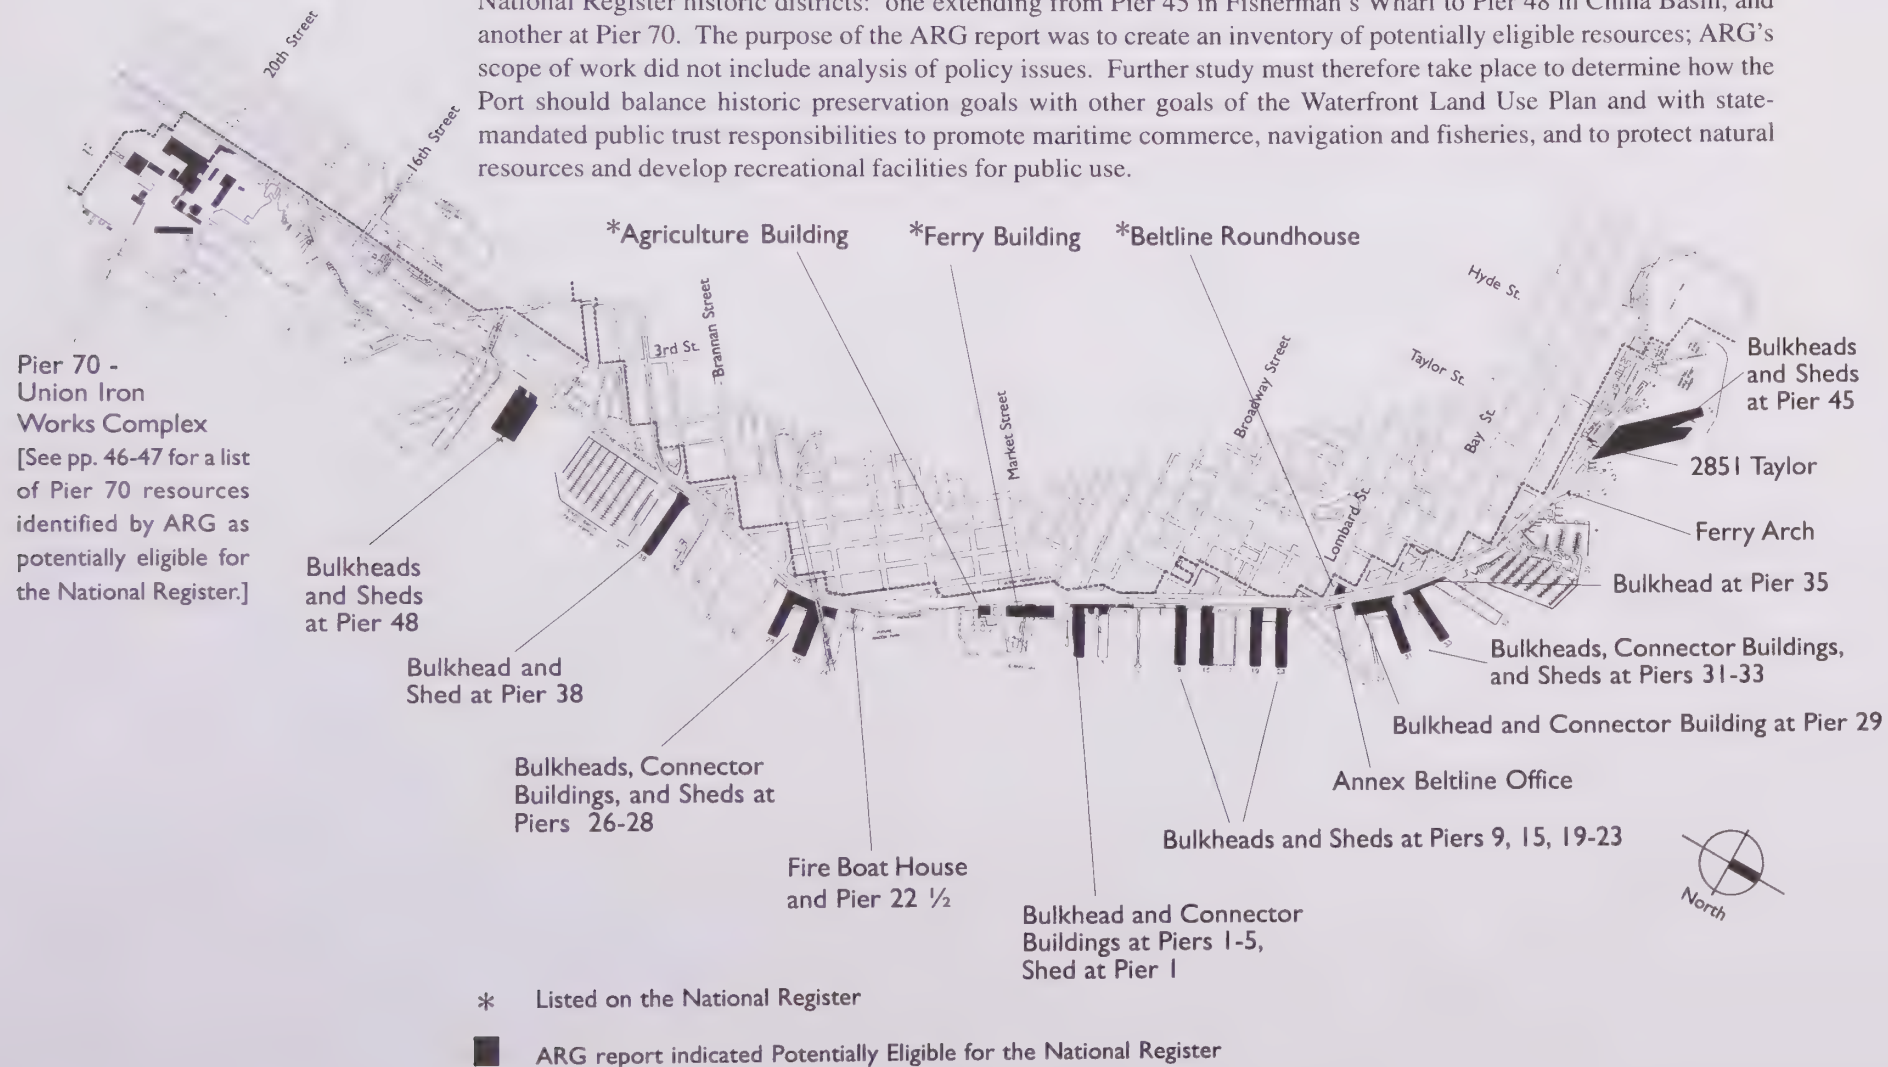 National Register historic districts: one extending from Pier 45 in Fisherman's Wharf to Pier 48 in China Basin, and
another at Pier 70. The purpose of the ARG report was to create an inventory of potentially eligible resources; ARG's
scope of work did not include analysis of policy issues. Further study must therefore take place to determine how the
Port should balance historic preservation goals with other goals of the Waterfront Land Use Plan and with state-
mandated public trust responsibilities to promote maritime commerce, navigation and fisheries, and to protect natural
resources and develop recreational facilities for public use.
20th Street
16th Street
*Agriculture Building
*Ferry Building
*Beltline Roundhouse
3rd St.
Brannan Street
Market Street
Broadway Street
Lombard St.
Bay St.
Taylor St.
Hyde St.
Pier 70 -
Union Iron
Works Complex
[See pp. 46-47 for a list
of Pier 70 resources
identified by ARG as
potentially eligible for
the National Register.]
Bulkheads
and Sheds
at Pier 48
Bulkhead and
Shed at Pier 38
Bulkheads, Connector
Buildings, and Sheds at
Piers 26-28
Fire Boat House
and Pier 22 ½
Bulkhead and Connector
Buildings at Piers 1-5,
Shed at Pier 1
Bulkheads and Sheds at Piers 9, 15, 19-23
Annex Beltline Office
Bulkhead and Connector Building at Pier 29
Bulkheads, Connector Buildings,
and Sheds at Piers 31-33
Bulkhead at Pier 35
Ferry Arch
2851 Taylor
Bulkheads
and Sheds
at Pier 45
North
* Listed on the National Register
ARG report indicated Potentially Eligible for the National Register